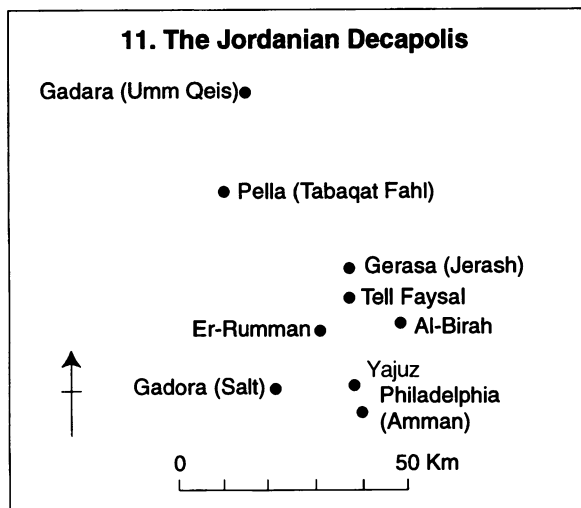 11. The Jordanian Decapolis
Gadara (Umm Qeis)
Pella (Tabaqat Fahl)
Gerasa (Jerash)
Tell Faysal
Al-Birah
Er-Rumman
Yajuz
Gadora (Salt)
Philadelphia
(Amman)
0 50 Km